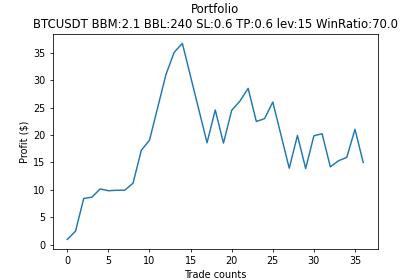 Portfolio
BTCUSDT BBM:2.1 BBL:240 SL:0.6 TP:0.6 lev:15 WinRatio:70.0
35
30
25
20
15
10
5
0
Profit ($)
0 5 10 15 20 25 30 35
Trade counts